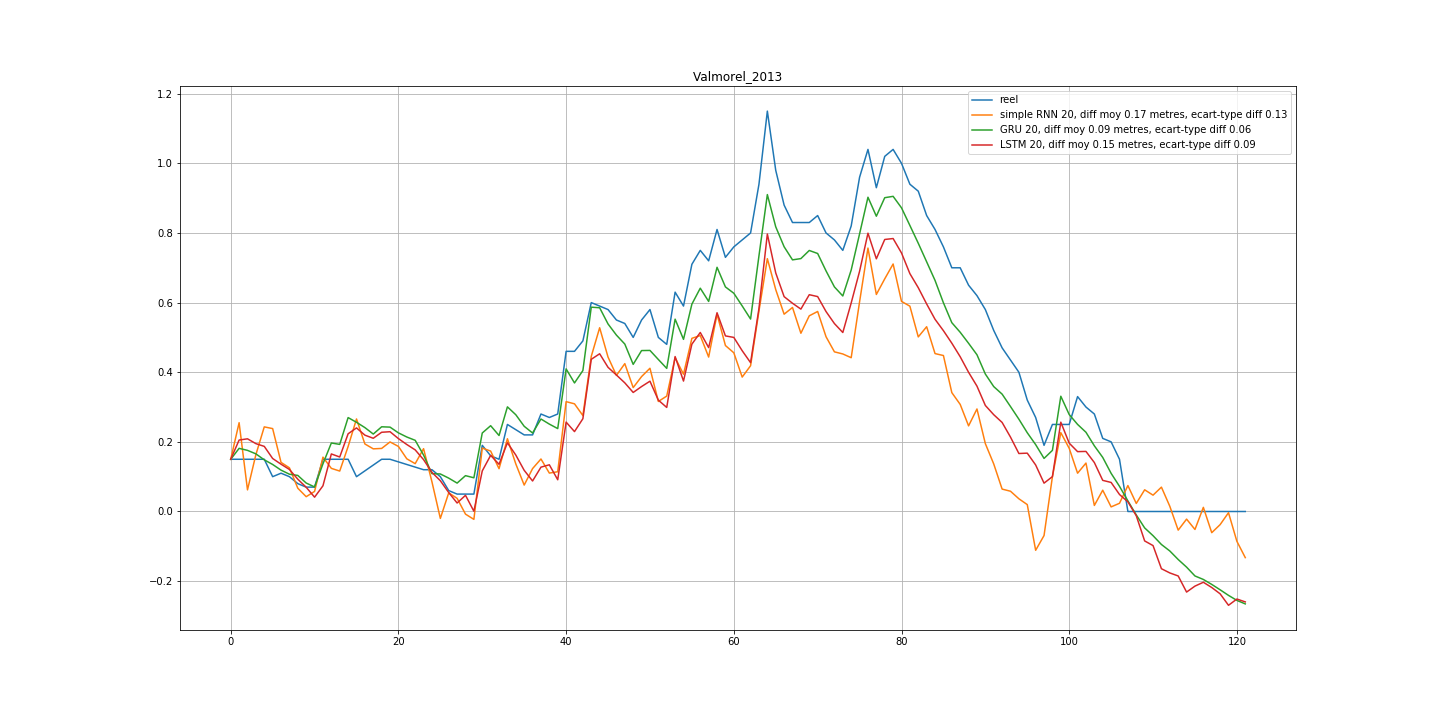 Valmorel_2013
reel
simple RNN 20, diff moy 0.17 metres, ecart-type diff 0.13
GRU 20, diff moy 0.09 metres, ecart-type diff 0.06
LSTM 20, diff moy 0.15 metres, ecart-type diff 0.09
1.2
1.0
0.8
0.6
0.4
0.2
0.0
−0.2
0 20 40 60 80 100 120